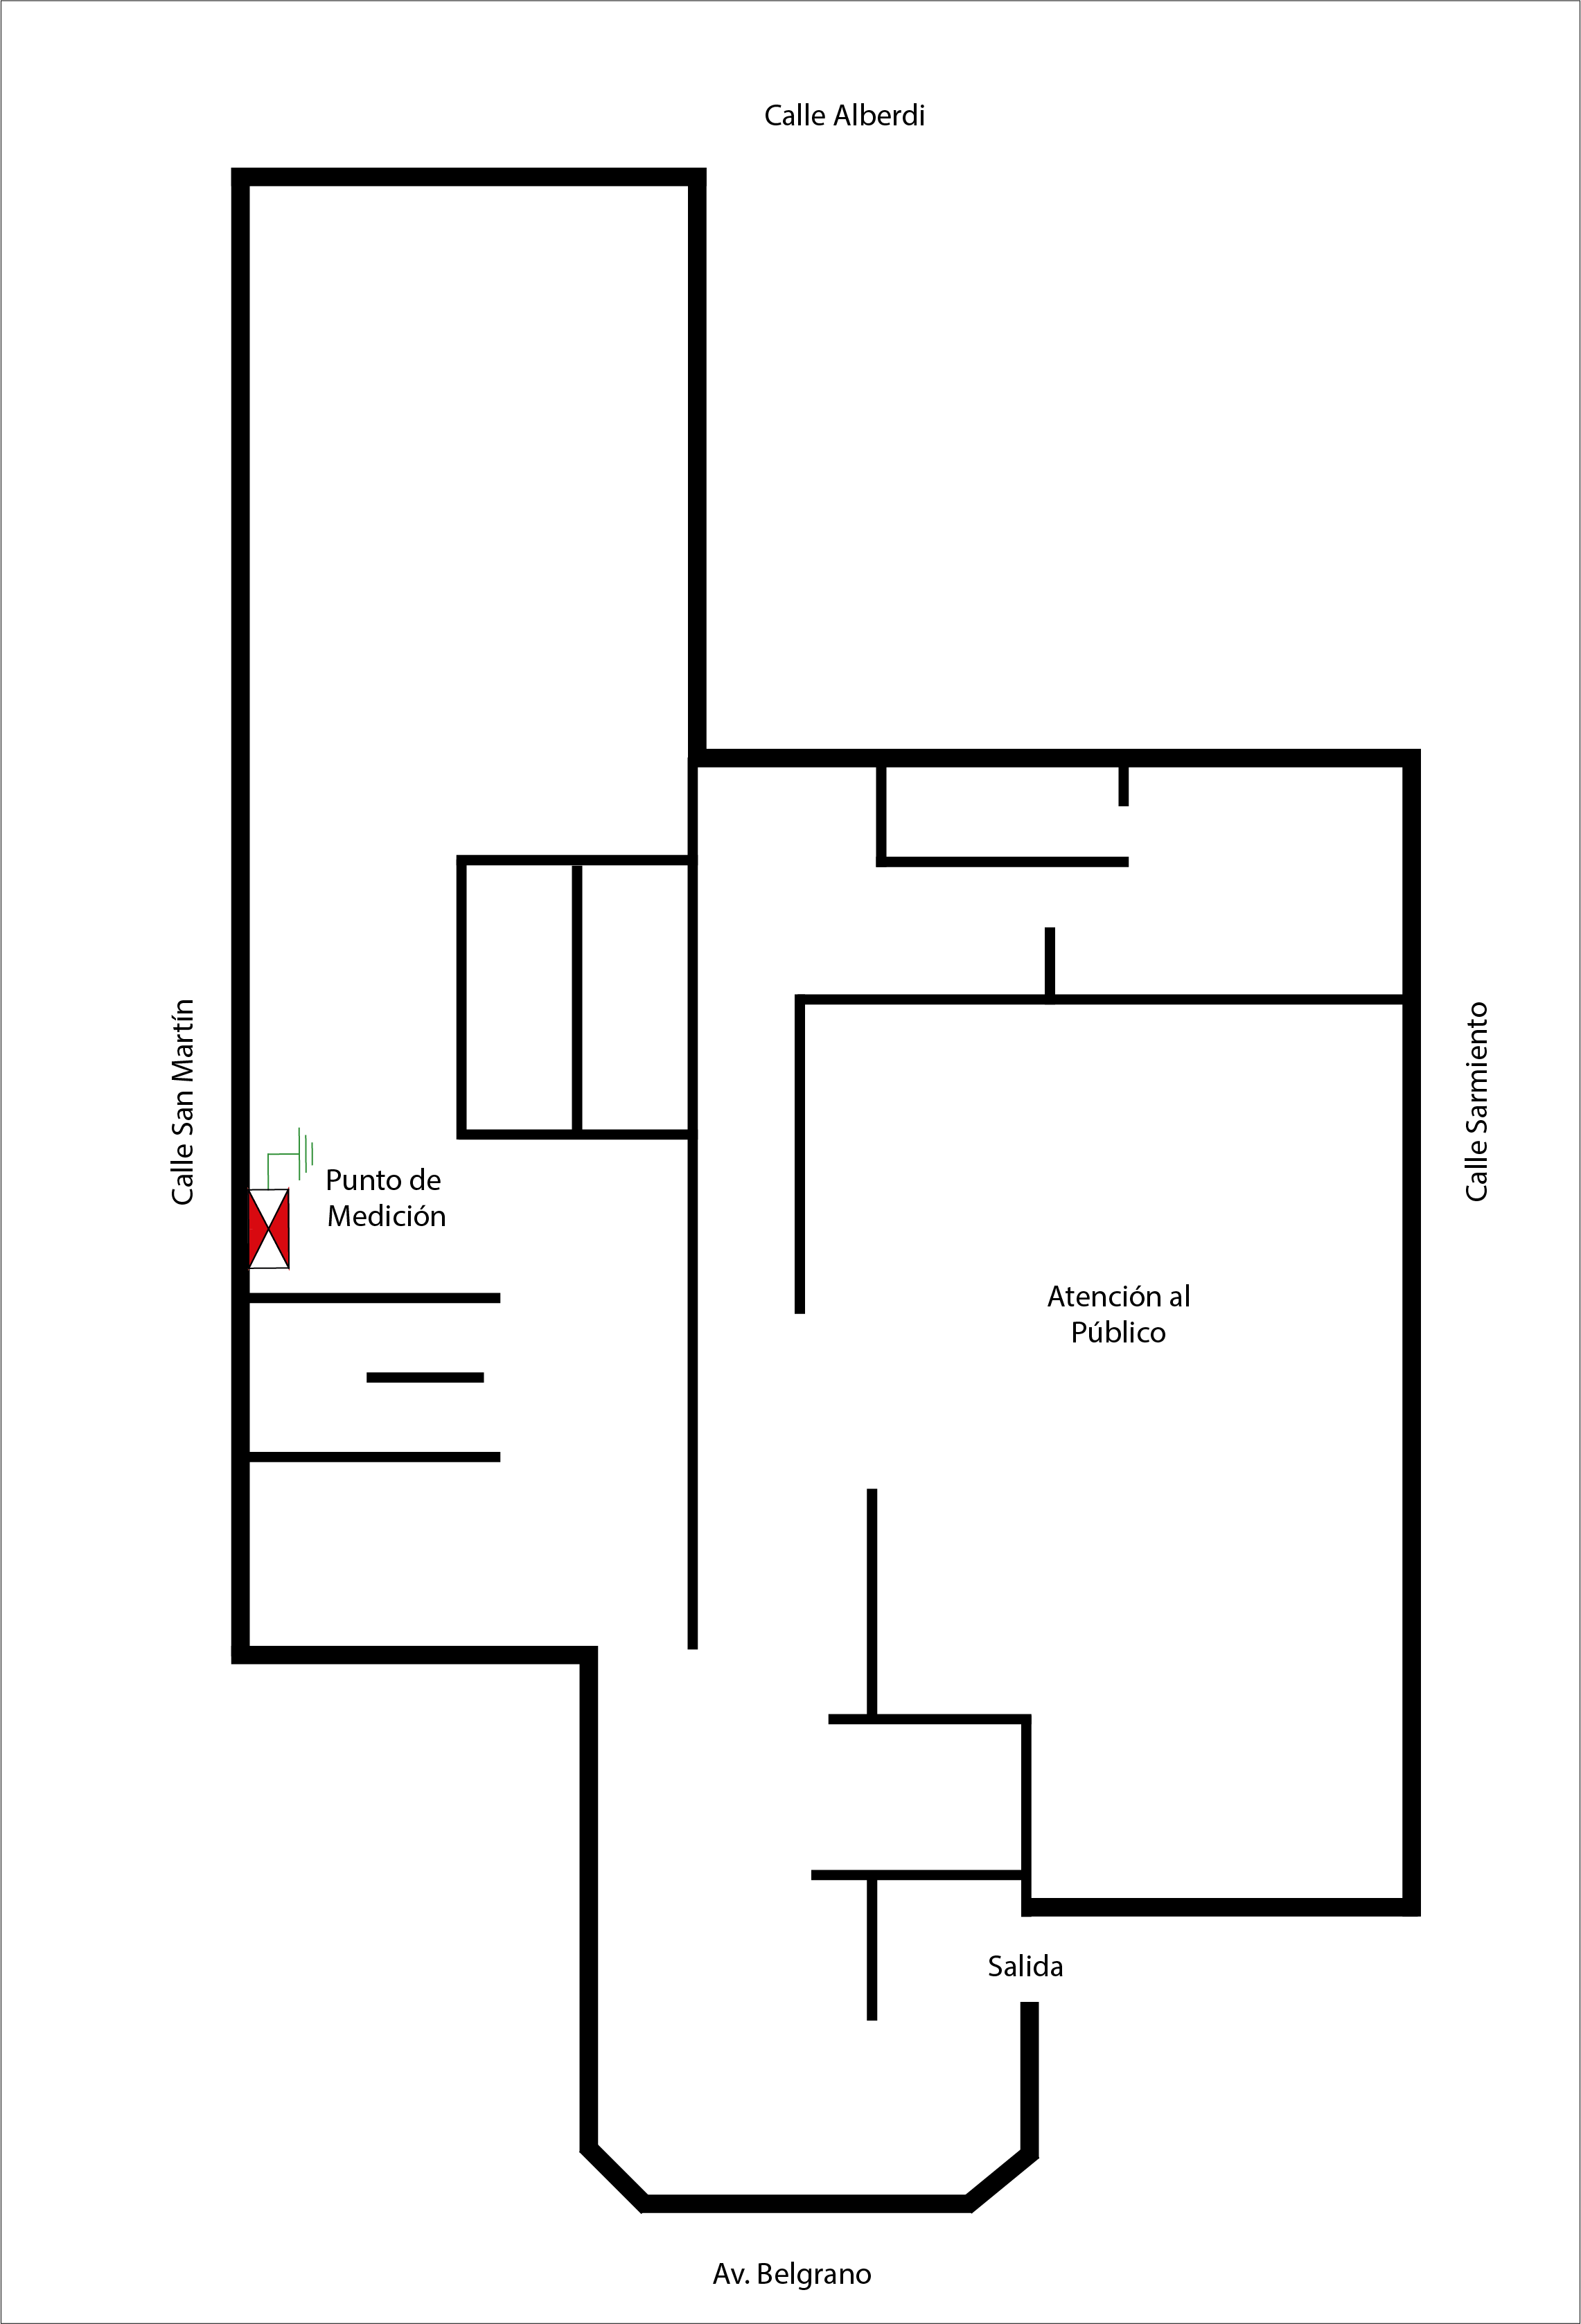 Calle Alberdi
Calle San Martín
Calle Sarmiento
Punto de
Medición
Atención al
Público
Salida
Av. Belgrano